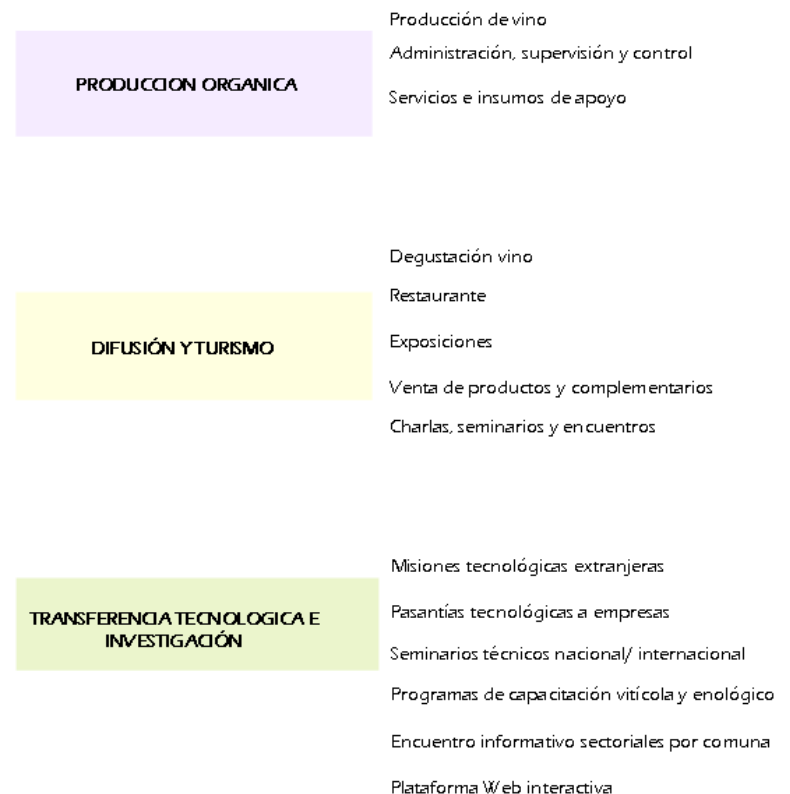 Producción de vino
PRODUCCION ORGANICA
Administración, supervisión y control
Servicios e insumos de apoyo
Degustación vino
Restaurante
DIFUSIÓN Y TURISMO
Exposiciones
Venta de productos y complementarios
Charlas, seminarios y encuentros
Misiones tecnológicas extranjeras
TRANSFERENCIA TECNOLOGICA E
INVESTIGACIÓN
Pasantías tecnológicas a empresas
Seminarios técnicos nacional/ internacional
Programas de capacitación vitícola y enológico
Encuentro informativo sectoriales por comuna
Plataforma Web interactiva